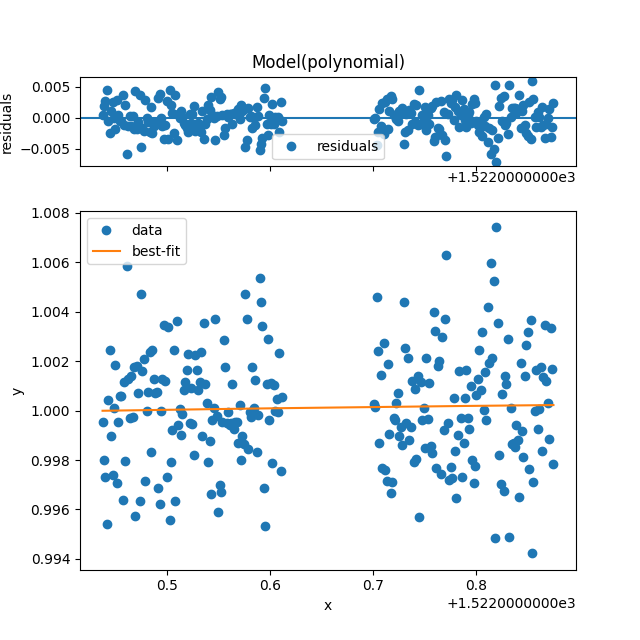 Model(polynomial)
0.005
0.000
−0.005
residuals
residuals
+1.5220000000e3
1.008
1.006
1.004
1.002
1.000
0.998
0.996
0.994
y
data
best-fit
0.5 0.6 0.7 0.8
x
+1.5220000000e3